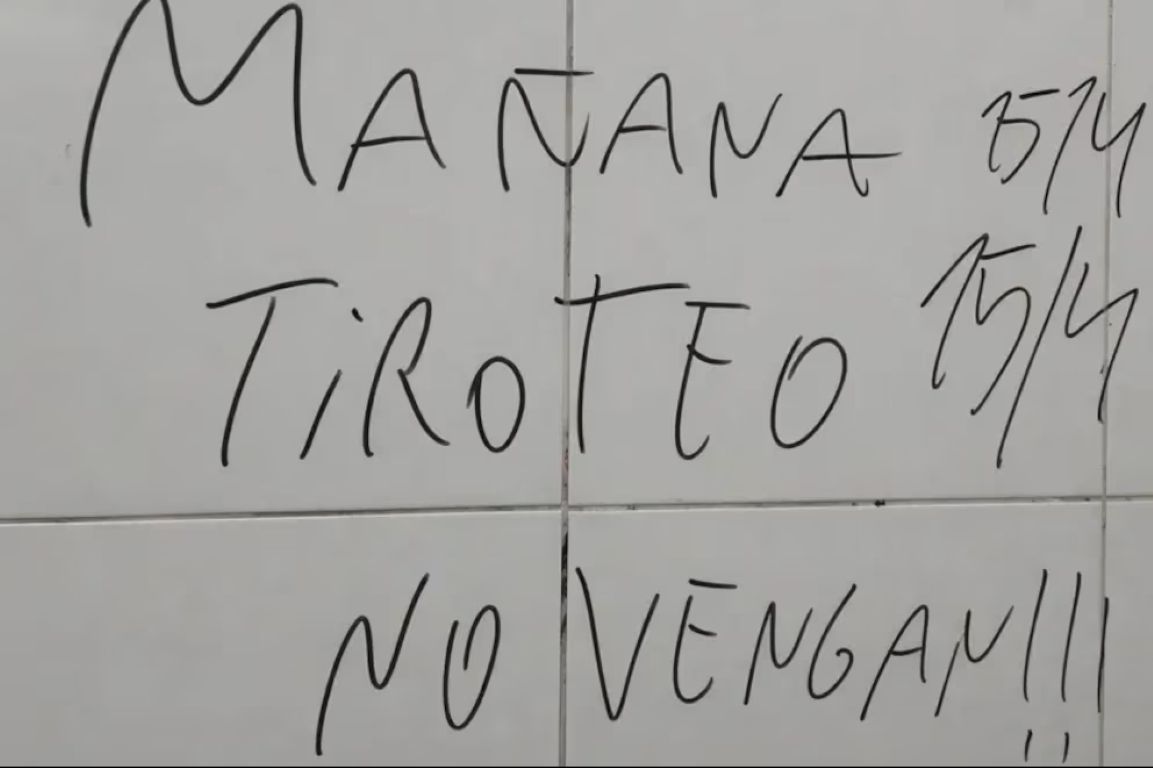 MAÑANA 15/4
TiROTEO 15/4
NO VENGAN!!!